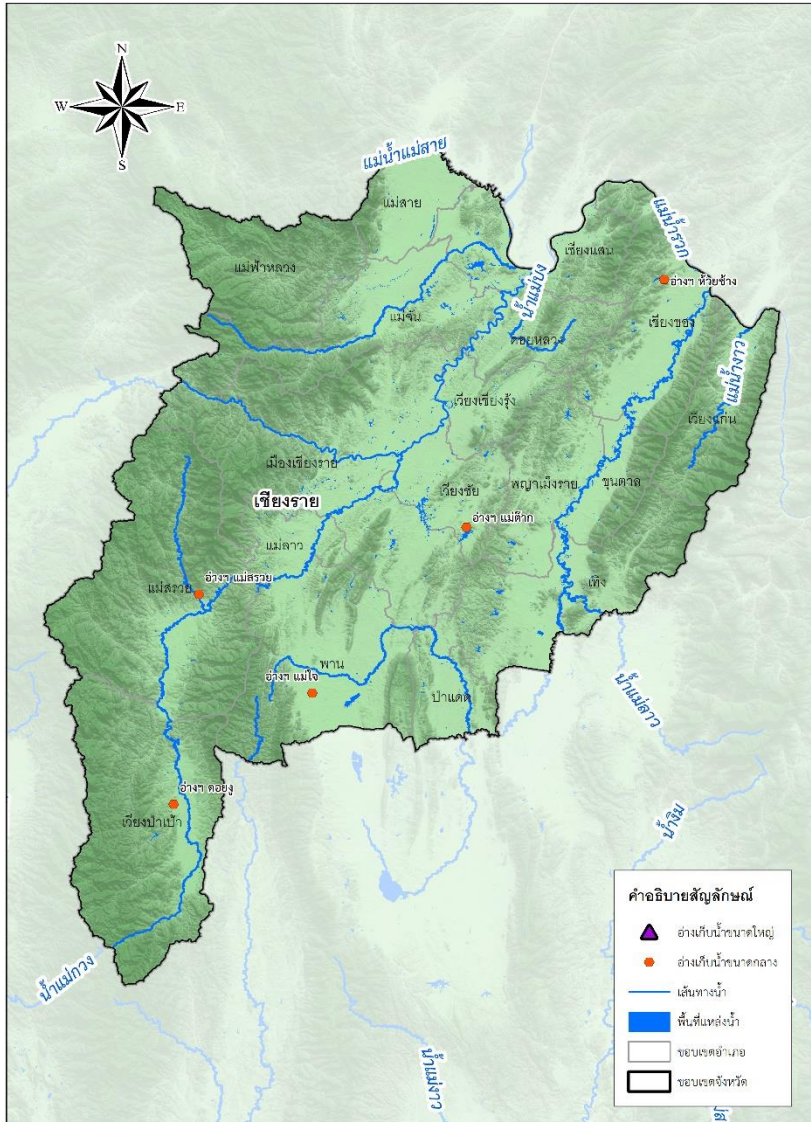 N
W
E
S
แม่น้ำแม่สาย
แม่สาย
แม่น้ำรวก
เชียงแสน
แม่ฟ้าหลวง
อ่างฯ ห้วยช้าง
น้ำแม่ปง
แม่จัน
เชียงของ
ดอยหลวง
แม่น้ำงาว
เวียงเชียงรุ้ง
เวียงแก่น
เมืองเชียงราย
เวียงชัย
พญาเม็งราย
ขุนตาล
เชียงราย
อ่างฯ แม่ต๊าก
แม่ลาว
อ่างฯ แม่สรวย
แม่สรวย
เทิง
พาน
อ่างฯ แม่ใจ
ป่าแดด
น้ำแม่ลาว
อ่างฯ ดอยงู
เวียงป่าเป้า
น้ำงิม
น้ำแม่กวง
น้ำแม่งาว
คำอธิบายสัญลักษณ์
อ่างเก็บน้ำขนาดใหญ่
อ่างเก็บน้ำขนาดกลาง
เส้นทางน้ำ
พื้นที่แหล่งน้ำ
ขอบเขตอำเภอ
ขอบเขตจังหวัด